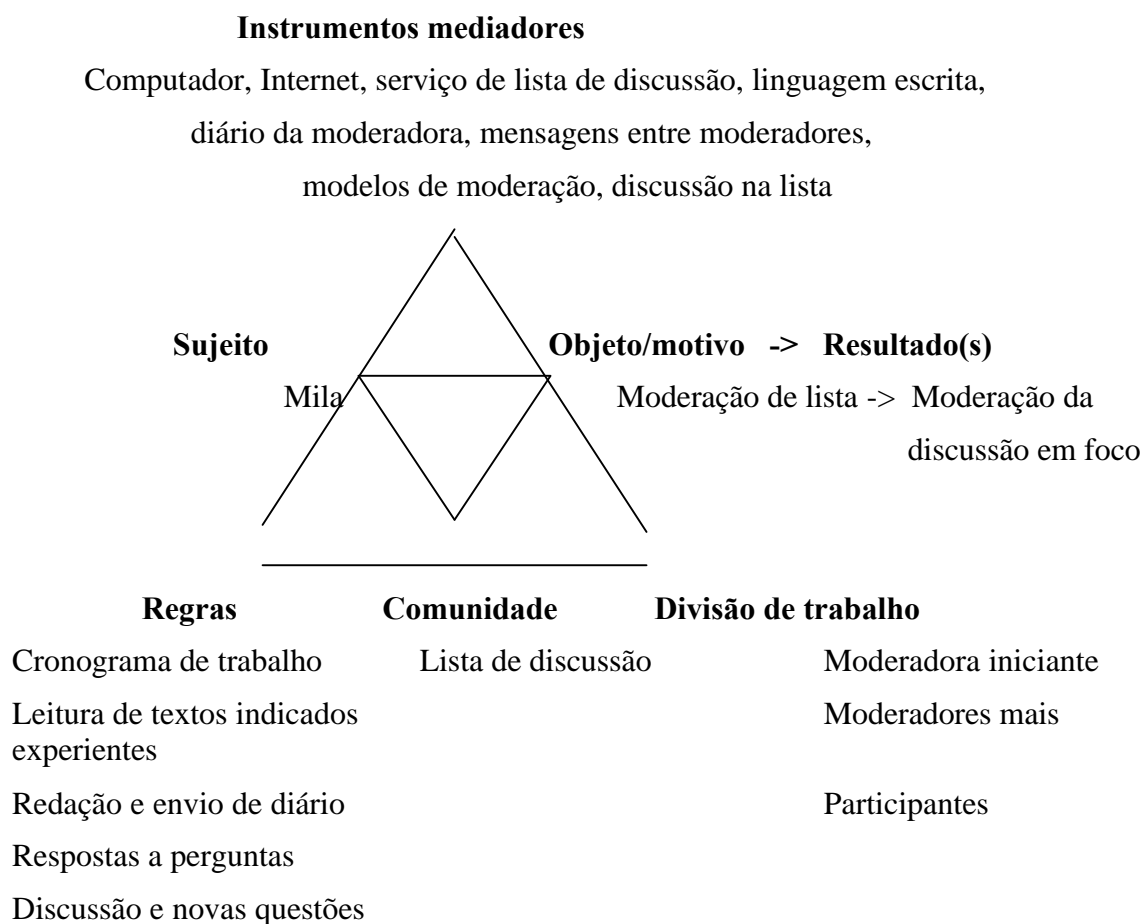 Instrumentos mediadores
Computador, Internet, serviço de lista de discussão, linguagem escrita,
diário da moderadora, mensagens entre moderadores,
modelos de moderação, discussão na lista
Sujeito Objeto/motivo -> Resultado(s)
Mila Moderação de lista -> Moderação da
discussão em foco
Regras Comunidade Divisão de trabalho
Cronograma de trabalho Lista de discussão Moderadora iniciante
Leitura de textos indicados Moderadores mais
experientes
Redação e envio de diário Participantes
Respostas a perguntas
Discussão e novas questões